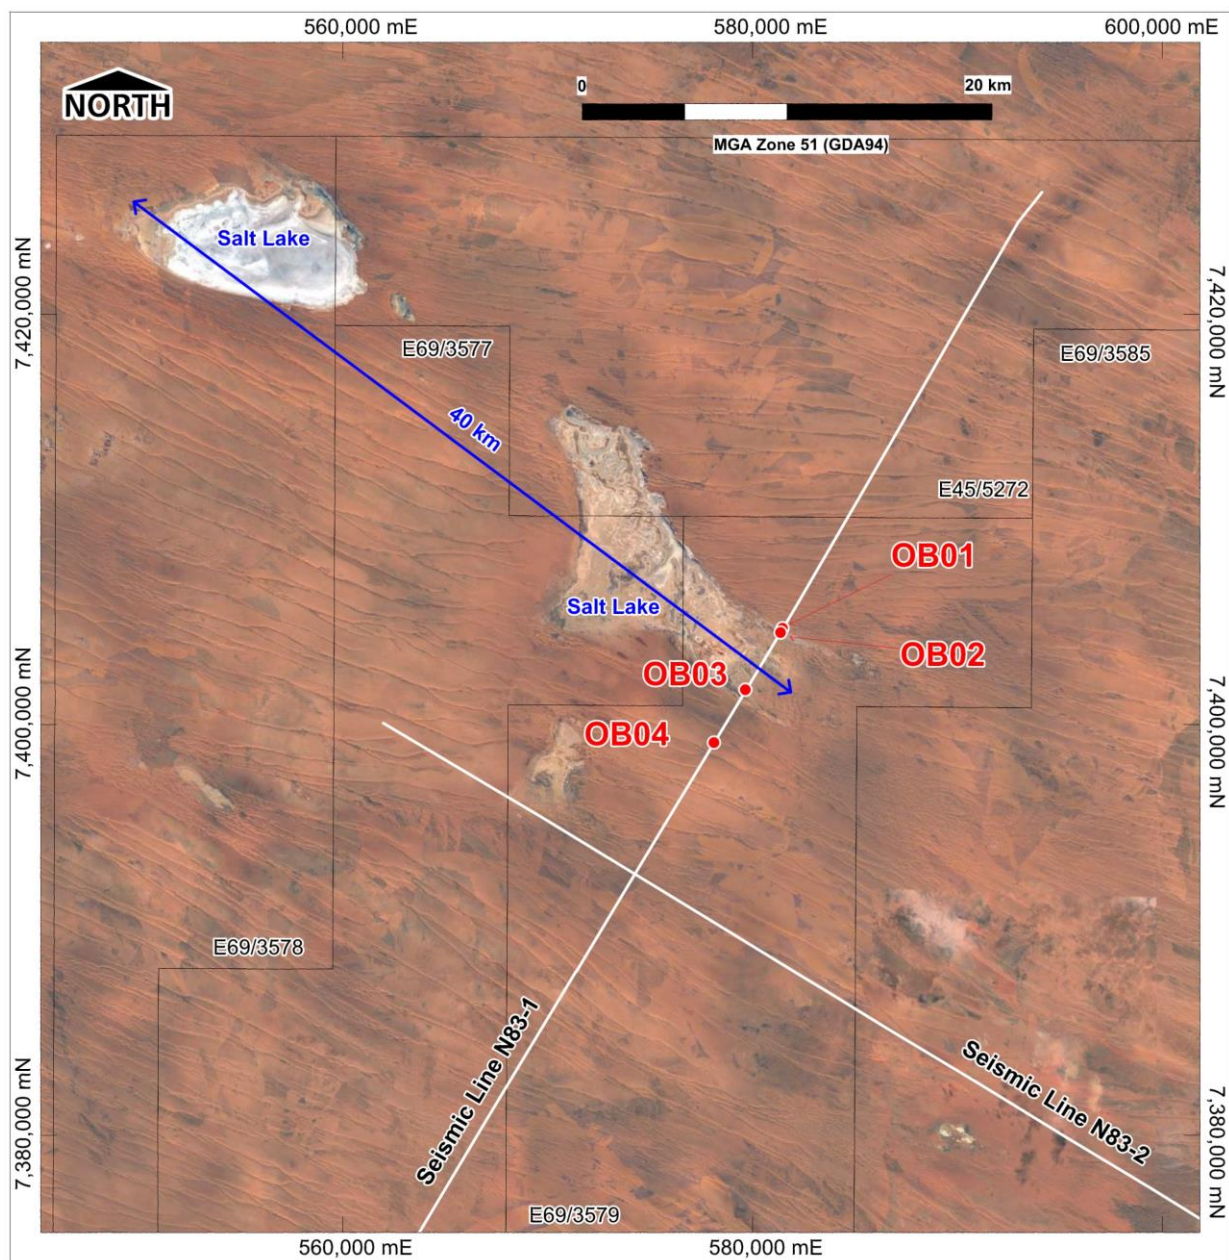 560,000 mE
580,000 mE
600,000 mE
NORTH
0
20 km
MGA Zone 51 (GDA94)
Salt Lake
7,420,000 mN
7,420,000 mN
E69/3577
E69/3585
40 km
E45/5272
OB01
Salt Lake
OB02
OB03
OB04
7,400,000 mN
7,400,000 mN
E69/3578
Seismic Line N83-1
Seismic Line N83-2
7,380,000 mN
7,380,000 mN
E69/3579
560,000 mE
580,000 mE